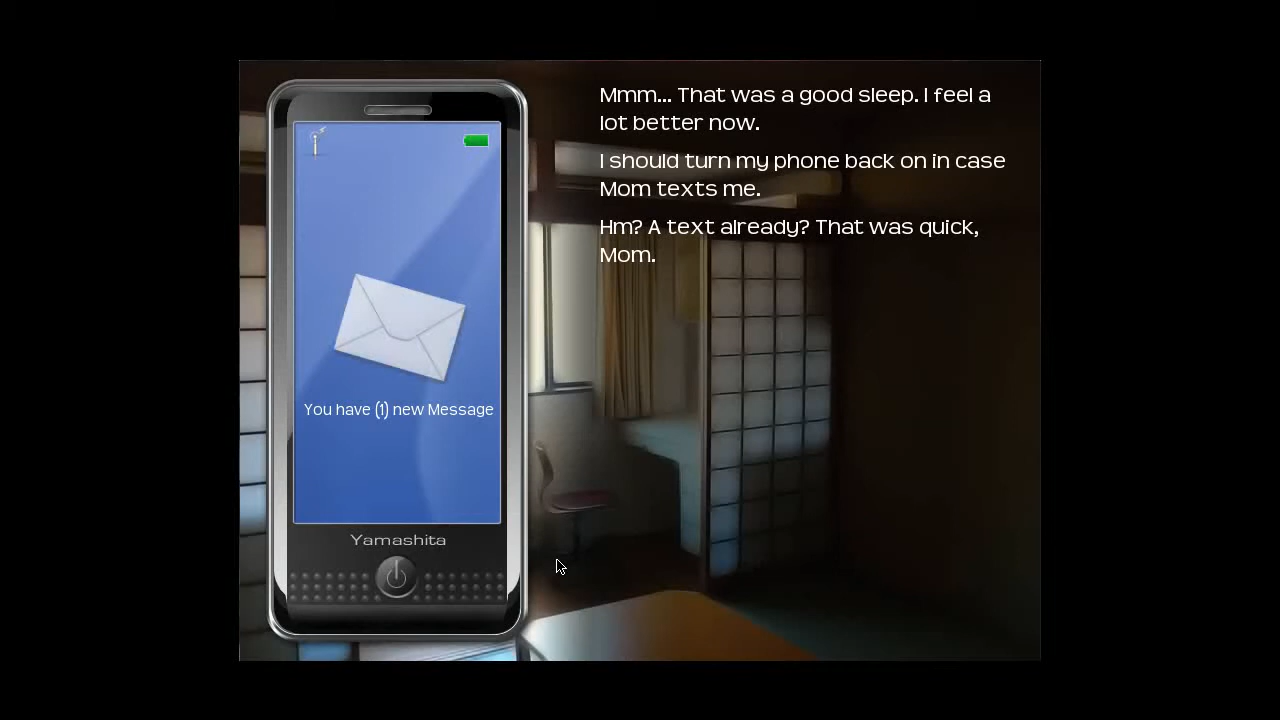 Mmm... That was a good sleep. I feel a
lot better now.
I should turn my phone back on in case
Mom texts me.
Hm? A text already? That was quick,
Mom.
You have (1) new Message
Yamashita